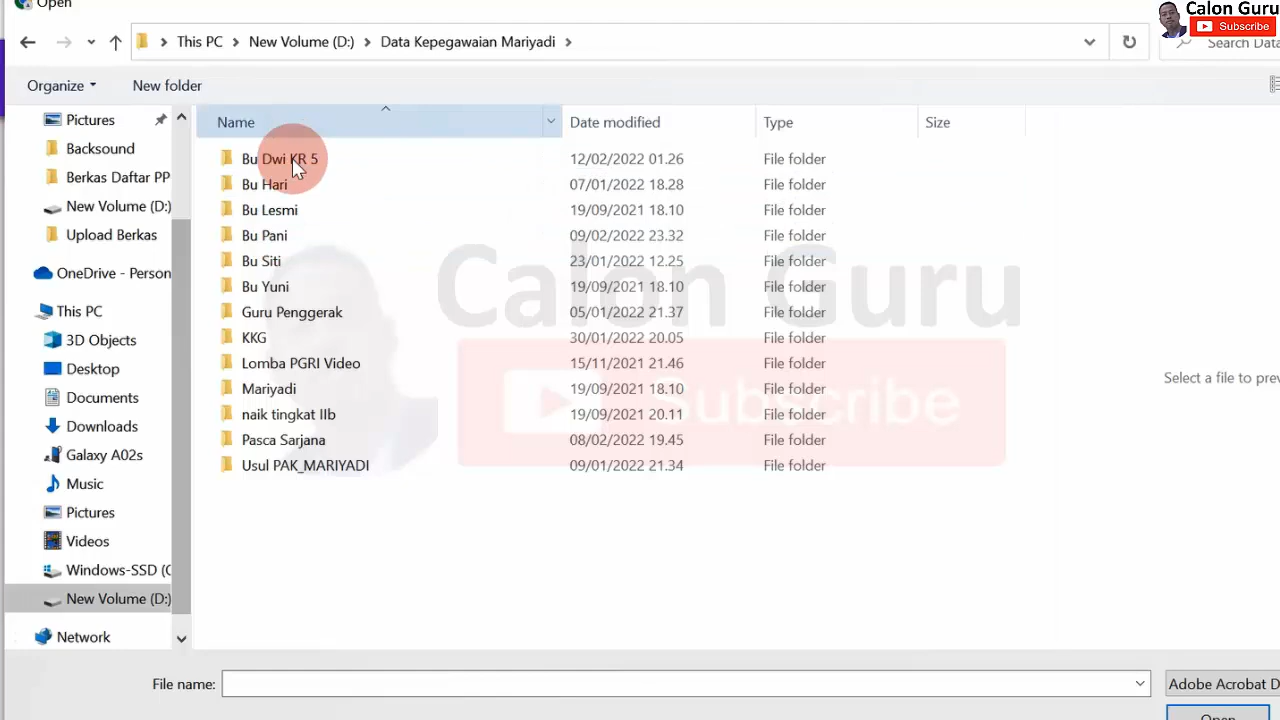 Open
Calon Guru
Subscribe
This PC > New Volume (D:) > Data Kepegawaian Mariyadi >
Search Data
Organize
New folder
Name
Date modified
Type
Size
Pictures
Backsound
Berkas Daftar PP
New Volume (D:)
Upload Berkas
OneDrive - Person
This PC
3D Objects
Desktop
Documents
Downloads
Galaxy A02s
Music
Pictures
Videos
Windows-SSD (C
New Volume (D:)
Network
Bu Dwi KR 5 12/02/2022 01.26 File folder
Bu Hari 07/01/2022 18.28 File folder
Bu Lesmi 19/09/2021 18.10 File folder
Bu Pani 09/02/2022 23.32 File folder
Bu Siti 23/01/2022 12.25 File folder
Bu Yuni 19/09/2021 18.10 File folder
Guru Penggerak 05/01/2022 21.37 File folder
KKG 30/01/2022 20.05 File folder
Lomba PGRI Video 15/11/2021 21.46 File folder
Mariyadi 19/09/2021 18.10 File folder
naik tingkat IIb 19/09/2021 20.11 File folder
Pasca Sarjana 08/02/2022 19.45 File folder
Usul PAK_MARIYADI 09/01/2022 21.34 File folder
Calon Guru
Subscribe
Select a file to prev
File name:
Adobe Acrobat D
Open